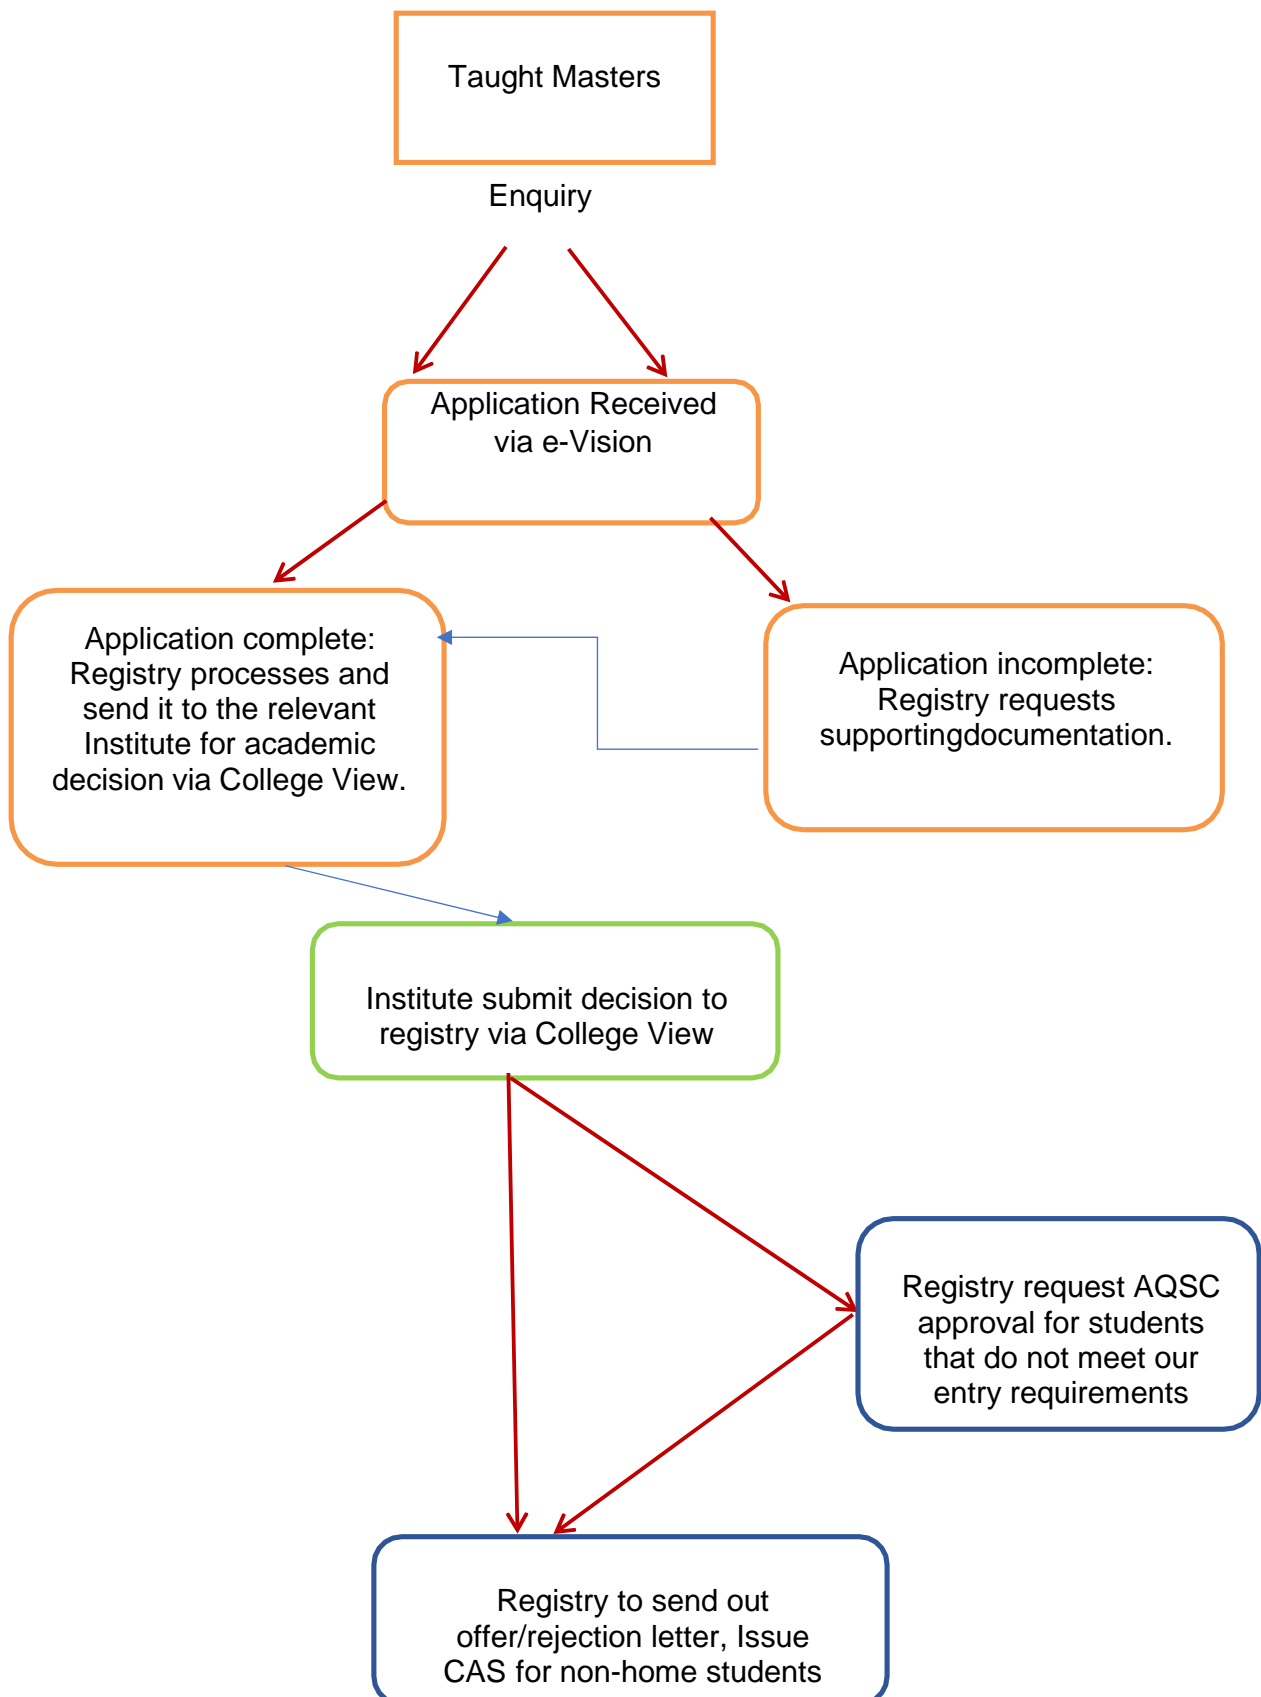 Taught Masters
Enquiry
Application Received
via e-Vision
Application complete:
Registry processes and
send it to the relevant
Institute for academic
decision via College View.
Application incomplete:
Registry requests
supportingdocumentation.
Institute submit decision to
registry via College View
Registry request AQSC
approval for students
that do not meet our
entry requirements
Registry to send out
offer/rejection letter, Issue
CAS for non-home students